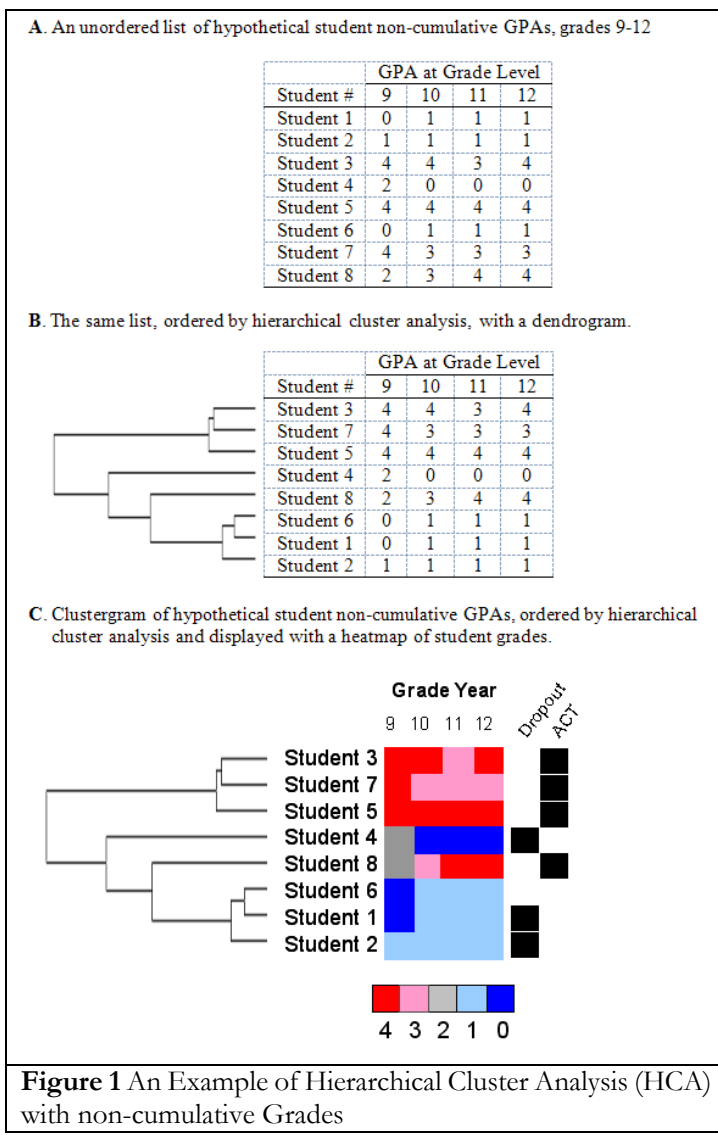 A. An unordered list of hypothetical student non-cumulative GPAs, grades 9-12
GPA at Grade Level
Student # 9 10 11 12
Student 1 0 1 1 1
Student 2 1 1 1 1
Student 3 4 4 3 4
Student 4 2 0 0 0
Student 5 4 4 4 4
Student 6 0 1 1 1
Student 7 4 3 3 3
Student 8 2 3 4 4
B. The same list, ordered by hierarchical cluster analysis, with a dendrogram.
GPA at Grade Level
Student # 9 10 11 12
Student 3 4 4 3 4
Student 7 4 3 3 3
Student 5 4 4 4 4
Student 4 2 0 0 0
Student 8 2 3 4 4
Student 6 0 1 1 1
Student 1 0 1 1 1
Student 2 1 1 1 1
C. Clustergram of hypothetical student non-cumulative GPAs, ordered by hierarchical
cluster analysis and displayed with a heatmap of student grades.
Grade Year
9 10 11 12 Dropout ACT
Student 3
Student 7
Student 5
Student 4
Student 8
Student 6
Student 1
Student 2
4 3 2 1 0
Figure 1 An Example of Hierarchical Cluster Analysis (HCA)
with non-cumulative Grades